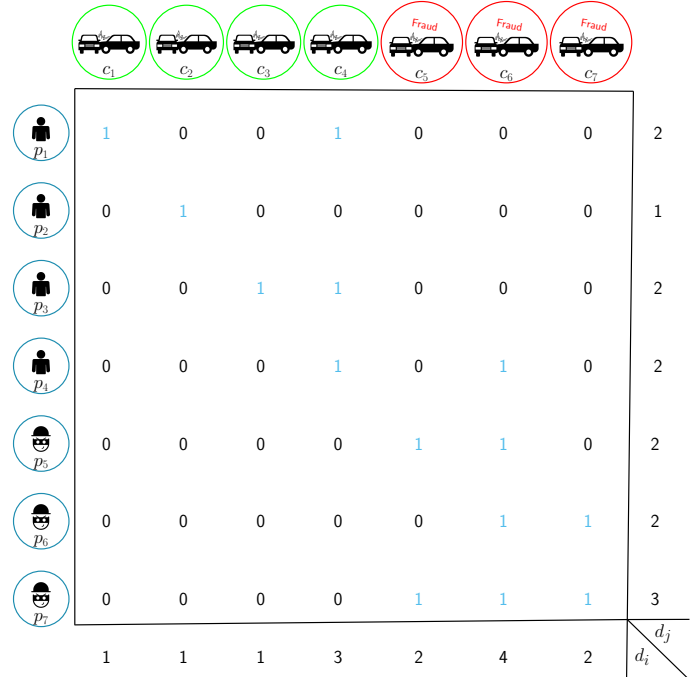 Fraud Fraud Fraud
c₁ c₂ c₃ c₄ c₅ c₆ c₇
p₁ 1 0 0 1 0 0 0 2
p₂ 0 1 0 0 0 0 0 1
p₃ 0 0 1 1 0 0 0 2
p₄ 0 0 0 1 0 1 0 2
p₅ 0 0 0 0 1 1 0 2
p₆ 0 0 0 0 0 1 1 2
p₇ 0 0 0 0 1 1 1 3
dⱼ
1 1 1 3 2 4 2 dᵢ